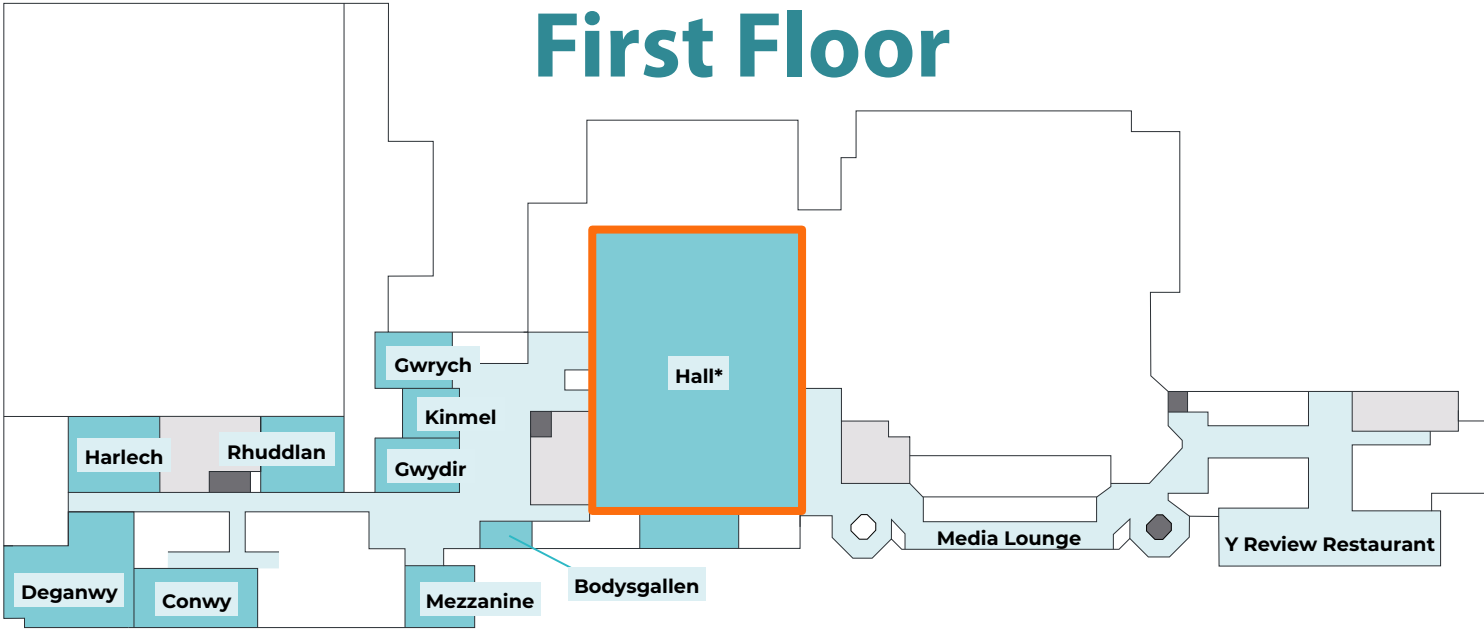 First Floor
Gwrych
Hall*
Kinmel
Harlech
Rhuddlan
Gwydir
Media Lounge
Y Review Restaurant
Bodysgallen
Deganwy
Conwy
Mezzanine